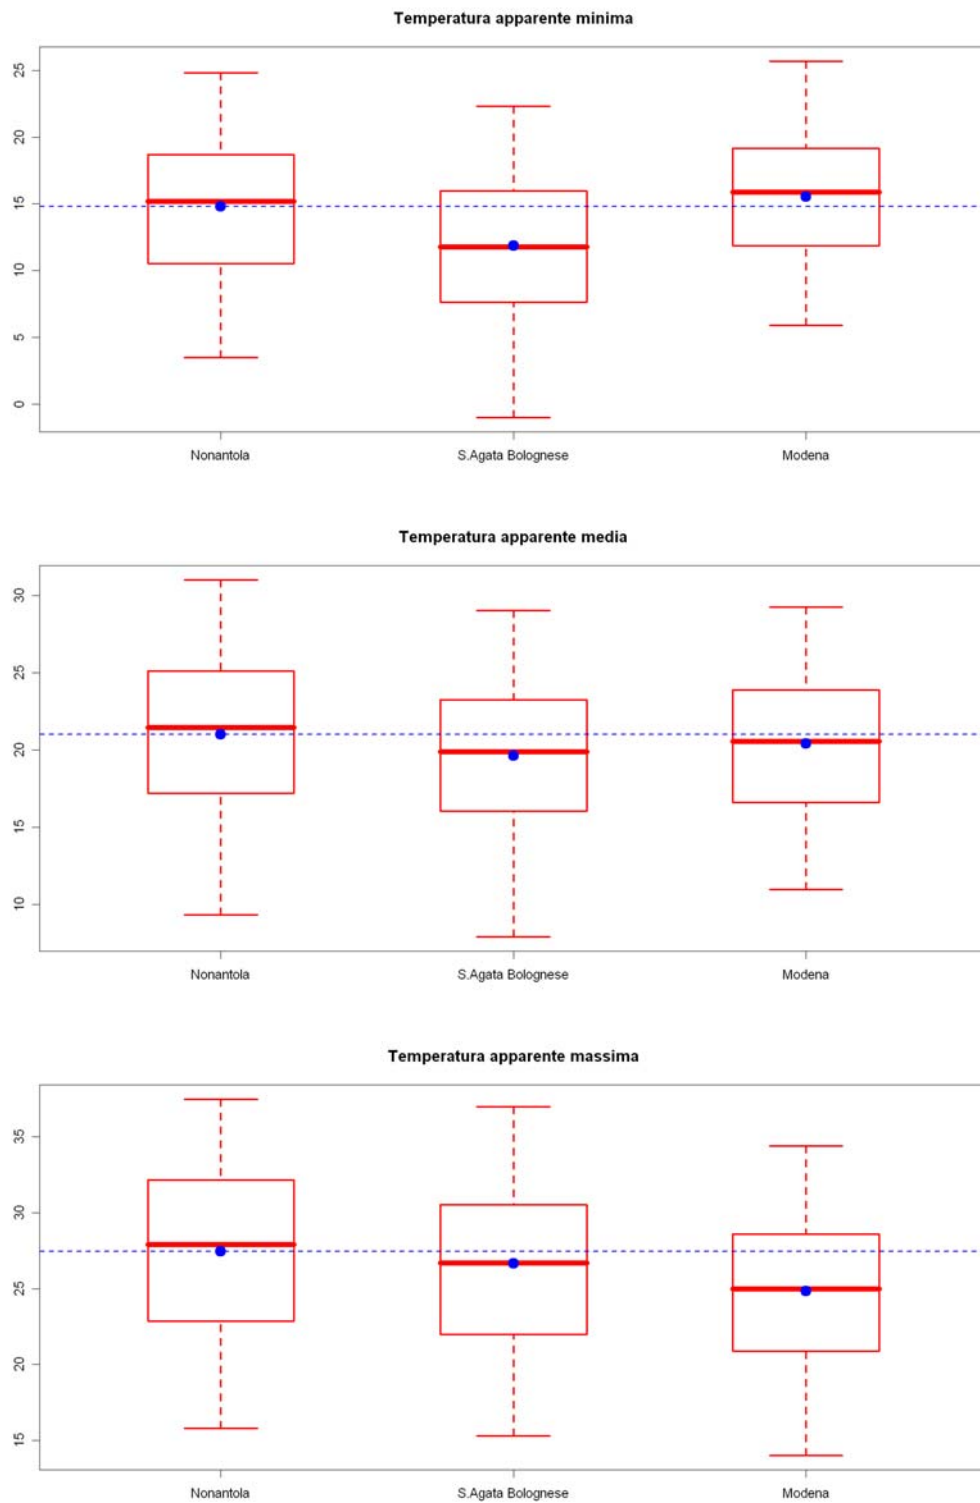 Temperatura apparente minima
25
20
15
10
5
0
Nonantola S.Agata Bolognese Modena
Temperatura apparente media
30
25
20
15
10
Nonantola S.Agata Bolognese Modena
Temperatura apparente massima
35
30
25
20
15
Nonantola S.Agata Bolognese Modena